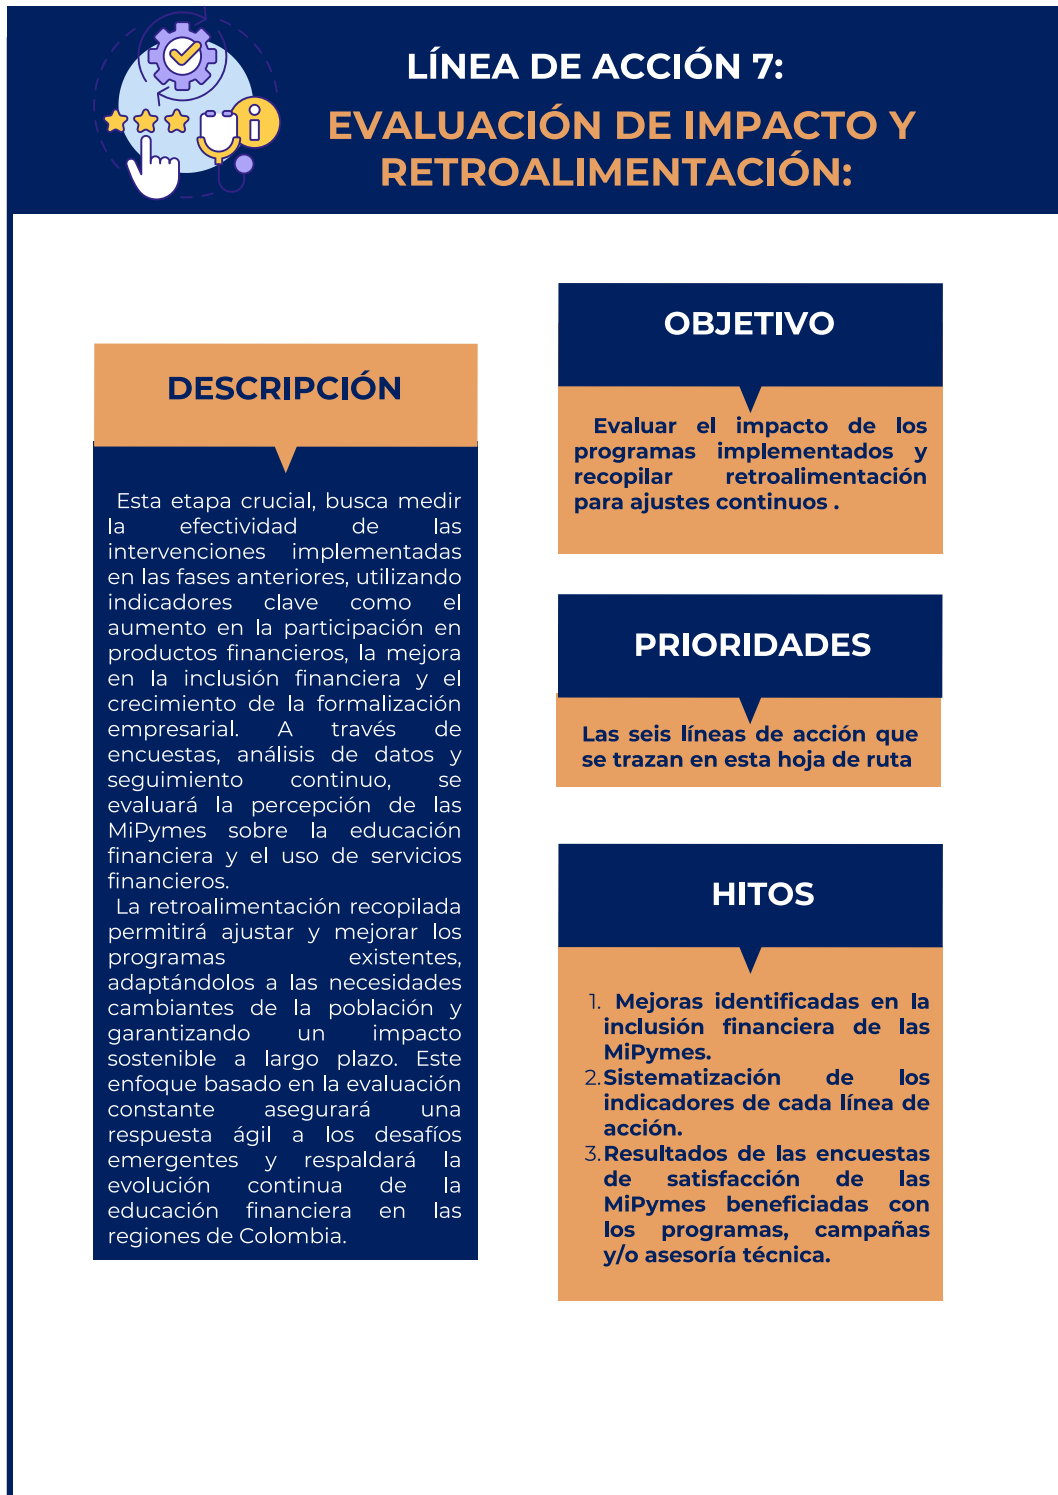 LÍNEA DE ACCIÓN 7:
EVALUACIÓN DE IMPACTO Y
RETROALIMENTACIÓN:
DESCRIPCIÓN
Esta etapa crucial, busca medir
la efectividad de las
intervenciones implementadas
en las fases anteriores, utilizando
indicadores clave como el
aumento en la participación en
productos financieros, la mejora
en la inclusión financiera y el
crecimiento de la formalización
empresarial. A través de
encuestas, análisis de datos y
seguimiento continuo, se
evaluará la percepción de las
MiPymes sobre la educación
financiera y el uso de servicios
financieros.
La retroalimentación recopilada
permitirá ajustar y mejorar los
programas existentes,
adaptándolos a las necesidades
cambiantes de la población y
garantizando un impacto
sostenible a largo plazo. Este
enfoque basado en la evaluación
constante asegurará una
respuesta ágil a los desafíos
emergentes y respaldará la
evolución continua de la
educación financiera en las
regiones de Colombia.
OBJETIVO
Evaluar el impacto de los
programas implementados y
recopilar retroalimentación
para ajustes continuos .
PRIORIDADES
Las seis líneas de acción que
se trazan en esta hoja de ruta
HITOS
1. Mejoras identificadas en la
inclusión financiera de las
MiPymes.
2. Sistematización de los
indicadores de cada línea de
acción.
3. Resultados de las encuestas
de satisfacción de las
MiPymes beneficiadas con
los programas, campañas
y/o asesoría técnica.